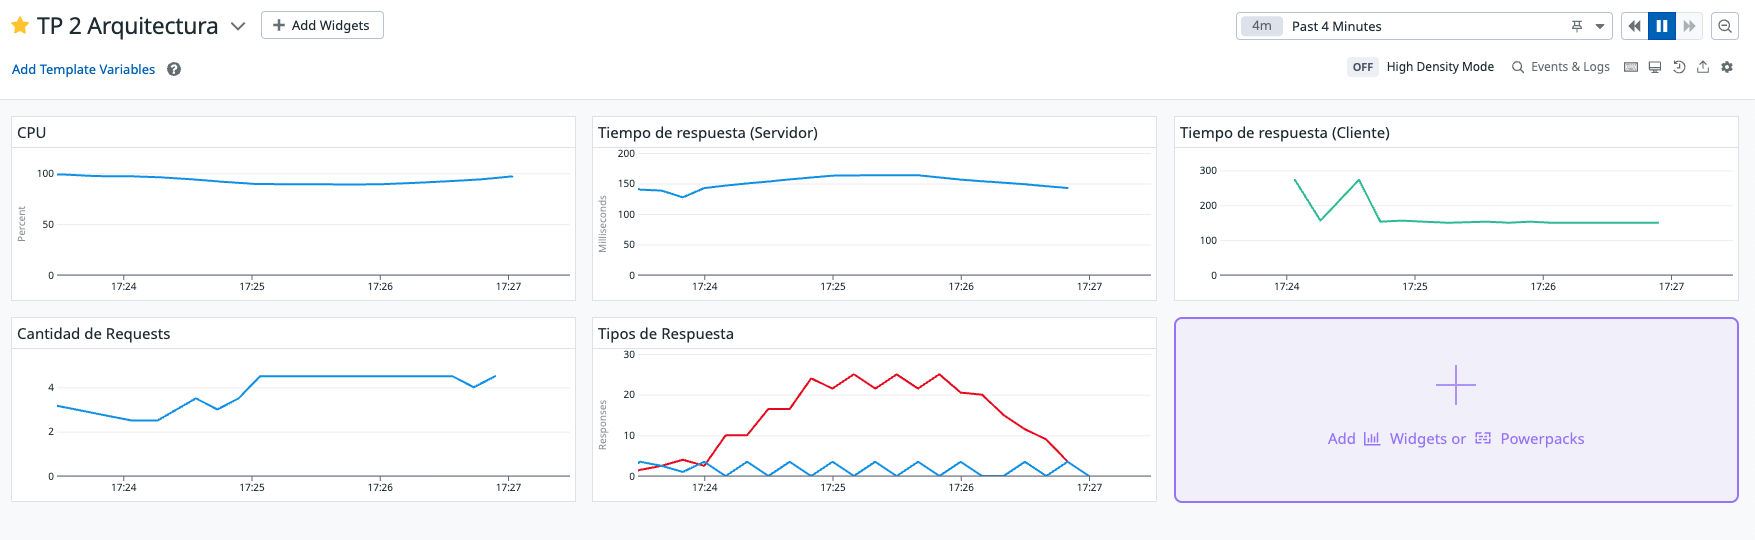 TP 2 Arquitectura
Add Widgets
4m Past 4 Minutes
Add Template Variables
OFF High Density Mode Events & Logs
CPU
100
50
0
Percent
17:24 17:25 17:26 17:27
Tiempo de respuesta (Servidor)
200
150
100
50
0
Milliseconds
17:24 17:25 17:26 17:27
Tiempo de respuesta (Cliente)
300
200
100
0
17:24 17:25 17:26 17:27
Cantidad de Requests
4
2
0
17:24 17:25 17:26 17:27
Tipos de Respuesta
30
20
10
0
Responses
17:24 17:25 17:26 17:27
Add Widgets or Powerpacks